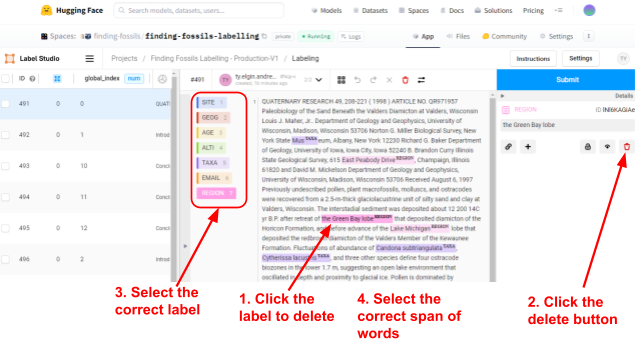 Hugging Face
Search models, datasets, users...
Models
Datasets
Spaces
Docs
Solutions
Pricing
Spaces:
finding-fossils/finding-fossils-labelling
private
Running
Logs
App
Files
Community
Settings
Label Studio
Projects / Finding Fossils Labelling - Production-V1 / Labeling
Instructions
Settings
TY
ID
global_index num
#491
TY
ty.elgin.andre...
created, 10 minutes ago
Submit
491 0 0 QUAT
492 0 1 Introd
493 0 10 Concl
494 0 11 Concl
495 0 12 Concl
496 0 2 Introd
SITE 1
GEOG 2
AGE 3
ALTI 4
TAXA 5
EMAIL 6
REGION 7
1 QUATERNARY RESEARCH 49, 208-221 ( 1998 ) ARTICLE NO. QR971957
Paleobiology of the Sand Beneath the Valders Diamicton at Valders, Wisconsin
Louis J. Maher, Jr. Department of Geology and Geophysics, University of
Wisconsin, Madison, Wisconsin 53706 Norton G. Miller Biological Survey, New
York State Mus TAXA eum, Albany, New York 12230 Richard G. Baker Department
of Geology, University of Iowa, Iowa City, Iowa 52240 B. Brandon Curry Illinois
State Geological Survey, 615 East Peabody Drive REGION, Champaign, Illinois
61820 and David M. Mickelson Department of Geology and Geophysics,
University of Wisconsin, Madison, Wisconsin 53706 Received August 6, 1997
Previously undescribed pollen, plant macrofossils, molluscs, and ostracodes
were recovered from a 2.5-m-thick glaciolacustrine unit of silty sand and clay at
Valders, Wisconsin. The interstadial sediment was deposited about 12 200 14C
yr B.P. after retreat of the Green Bay lobe REGION that deposited diamicton of the
Horicon Formation, and before advance of the Lake Michigan REGION lobe that
deposited the redbrown diamicton of the Valders Member of the Kewaunee
Formation. Fluctuations of abundance of Candona subtriangulata TAXA,
Cytherissa lacustris TAXA, and three other species define four ostracode
biozones in the lower 1.7 m, suggesting an open lake environment that
oscillated in depth and proximity to glacial ice. Pollen is dominated by
Details
REGION
ID INl6KAGIAe
the Green Bay lobe
3. Select the
correct label
1. Click the
label to delete
4. Select the
correct span of
words
2. Click the
delete button